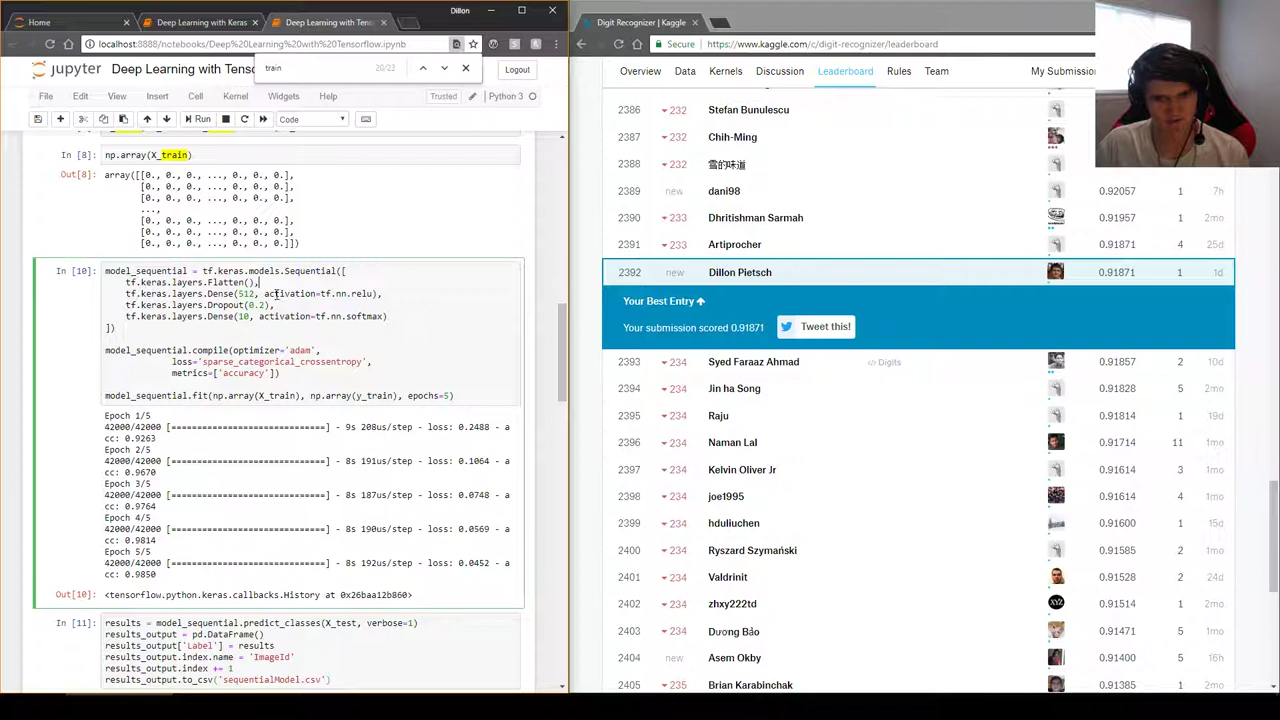 Home
Deep Learning with Keras
Deep Learning with Tens
Dillon
localhost:8888/notebooks/Deep%20Learning%20with%20Tensorflow.ipynb
train
20/23
jupyter
Deep Learning with Tens
Logout
File Edit View Insert Cell Kernel Widgets Help
Trusted
Python 3
Run
Code
In [8]: np.array(X_train)
Out[8]: array([[0., 0., 0., ..., 0., 0., 0.],
[0., 0., 0., ..., 0., 0., 0.],
[0., 0., 0., ..., 0., 0., 0.],
...,
[0., 0., 0., ..., 0., 0., 0.],
[0., 0., 0., ..., 0., 0., 0.],
[0., 0., 0., ..., 0., 0., 0.]])
In [10]: model_sequential = tf.keras.models.Sequential([
tf.keras.layers.Flatten(),
tf.keras.layers.Dense(512, activation=tf.nn.relu),
tf.keras.layers.Dropout(0.2),
tf.keras.layers.Dense(10, activation=tf.nn.softmax)
])
model_sequential.compile(optimizer='adam',
loss='sparse_categorical_crossentropy',
metrics=['accuracy'])
model_sequential.fit(np.array(X_train), np.array(y_train), epochs=5)
Epoch 1/5
42000/42000 [==============================] - 9s 208us/step - loss: 0.2488 - a
cc: 0.9263
Epoch 2/5
42000/42000 [==============================] - 8s 191us/step - loss: 0.1064 - a
cc: 0.9670
Epoch 3/5
42000/42000 [==============================] - 8s 187us/step - loss: 0.0748 - a
cc: 0.9764
Epoch 4/5
42000/42000 [==============================] - 8s 190us/step - loss: 0.0569 - a
cc: 0.9814
Epoch 5/5
42000/42000 [==============================] - 8s 192us/step - loss: 0.0452 - a
cc: 0.9850
Out[10]: <tensorflow.python.keras.callbacks.History at 0x26baa12b860>
In [11]: results = model_sequential.predict_classes(X_test, verbose=1)
results_output = pd.DataFrame()
results_output['Label'] = results
results_output.index.name = 'ImageId'
results_output.index += 1
results_output.to_csv('sequentialModel.csv')
Digit Recognizer | Kaggle
Secure
https://www.kaggle.com/c/digit-recognizer/leaderboard
Overview Data Kernels Discussion Leaderboard Rules Team My Submission
2386 232 Stefan Bunulescu
2387 232 Chih-Ming
2388 232 雪的味道
2389 new dani98 0.92057 1 7h
2390 233 Dhritishman Sarmah 0.91957 1 2mo
2391 233 Artiprocher 0.91871 4 25d
2392 new Dillon Pietsch 0.91871 1 1d
Your Best Entry
Your submission scored 0.91871
Tweet this!
2393 234 Syed Faraaz Ahmad </> Digits 0.91857 2 10d
2394 234 Jin ha Song 0.91828 5 2mo
2395 234 Raju 0.91814 1 19d
2396 234 Naman Lal 0.91714 11 1mo
2397 234 Kelvin Oliver Jr 0.91669 3 1mo
2398 234 joe1995 0.91616 4 1mo
2399 234 hduliuchen 0.91600 1 15d
2400 234 Ryszard Szymański 0.91585 2 1mo
2401 234 Valdrinit 0.91528 2 24d
2402 234 zhxy222td 0.91514 1 2mo
XYZ
2403 234 Dương Bảo 0.91471 5 1mo
2404 new Asem Okby 0.91400 5 16h
2405 235 Brian Karabinchak 0.91385 1 2mo